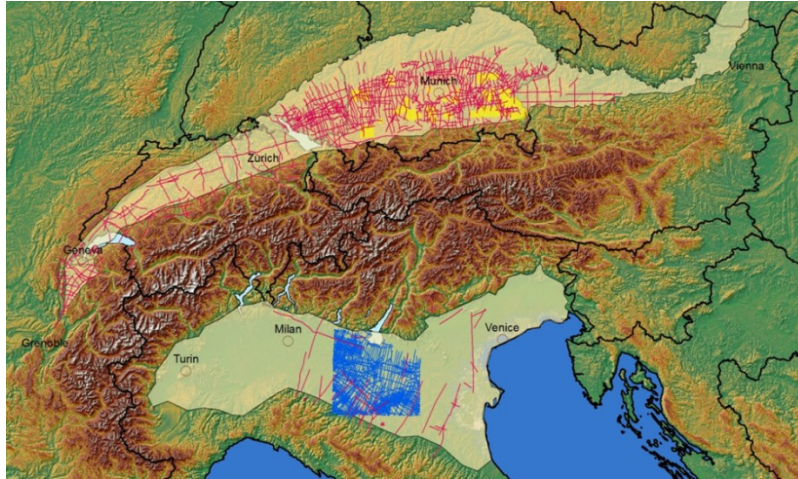 Munich
Vienna
Zurich
Geneva
Grenoble
Milan
Venice
Turin